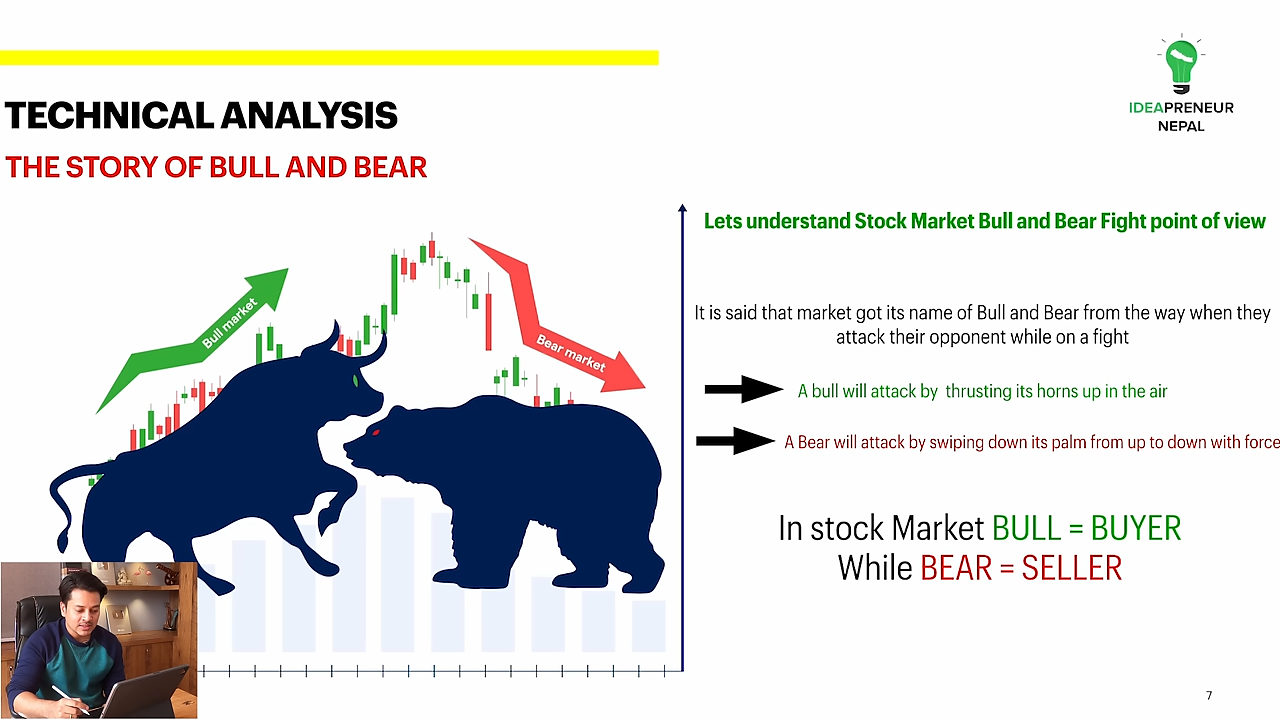 IDEAPRENEUR
NEPAL
TECHNICAL ANALYSIS
THE STORY OF BULL AND BEAR
Bull market
Bear market
Lets understand Stock Market Bull and Bear Fight point of view
It is said that market got its name of Bull and Bear from the way when they
attack their opponent while on a fight
A bull will attack by thrusting its horns up in the air
A Bear will attack by swiping down its palm from up to down with force
In stock Market BULL = BUYER
While BEAR = SELLER
7